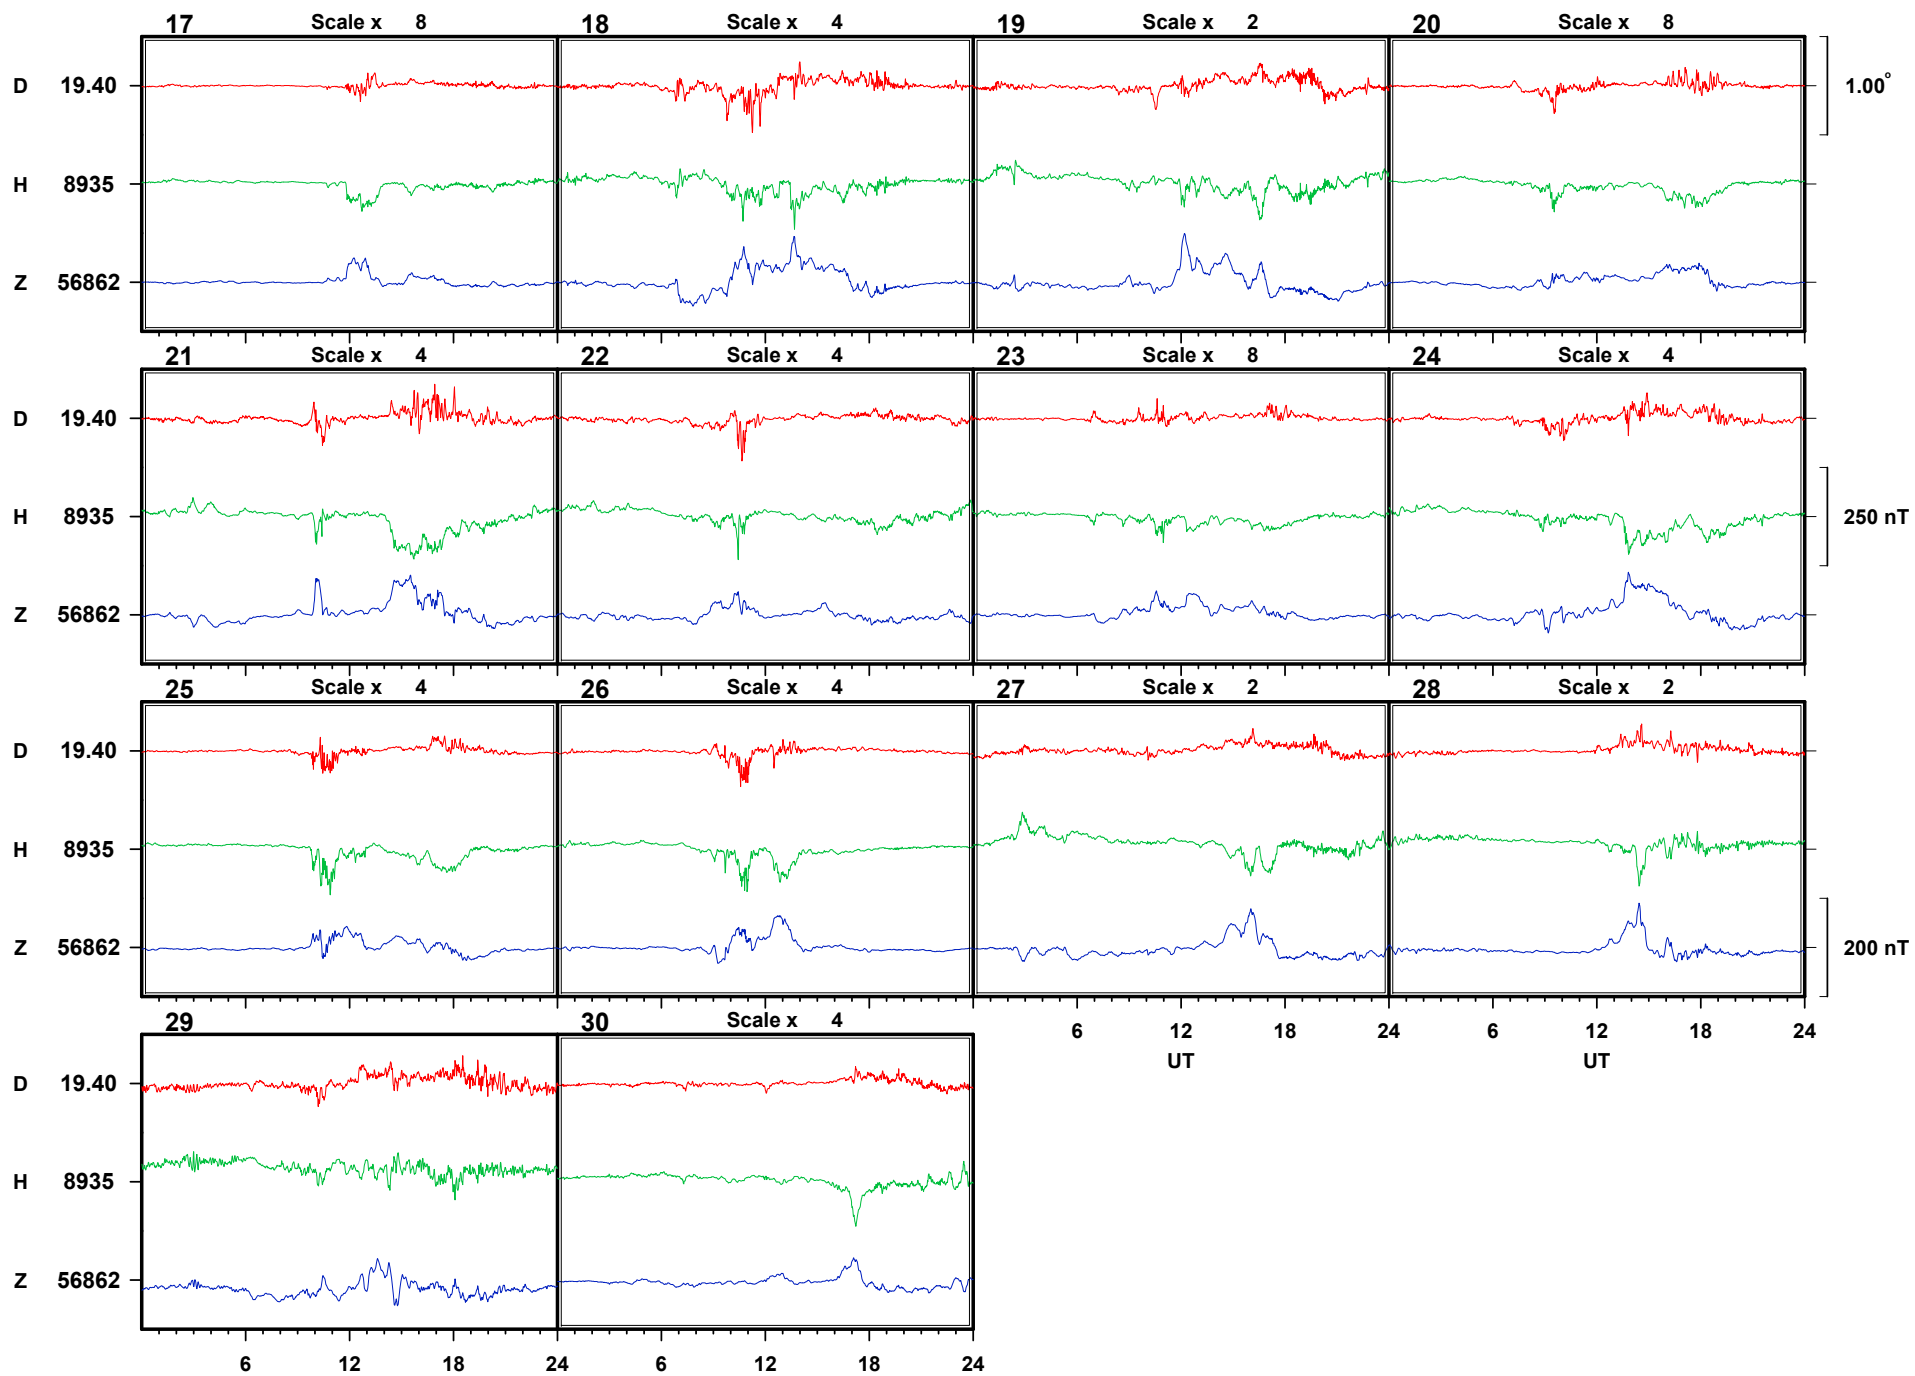 17 Scale x 8 18 Scale x 4 19 Scale x 2 20 Scale x 8
D 19.40 1.00°
H 8935
Z 56862
21 Scale x 4 22 Scale x 4 23 Scale x 8 24 Scale x 4
D 19.40
H 8935 250 nT
Z 56862
25 Scale x 4 26 Scale x 4 27 Scale x 2 28 Scale x 2
D 19.40
H 8935
Z 56862 200 nT
29 30 Scale x 4
6 12 18 24 6 12 18 24
UT UT
D 19.40
H 8935
Z 56862
6 12 18 24 6 12 18 24